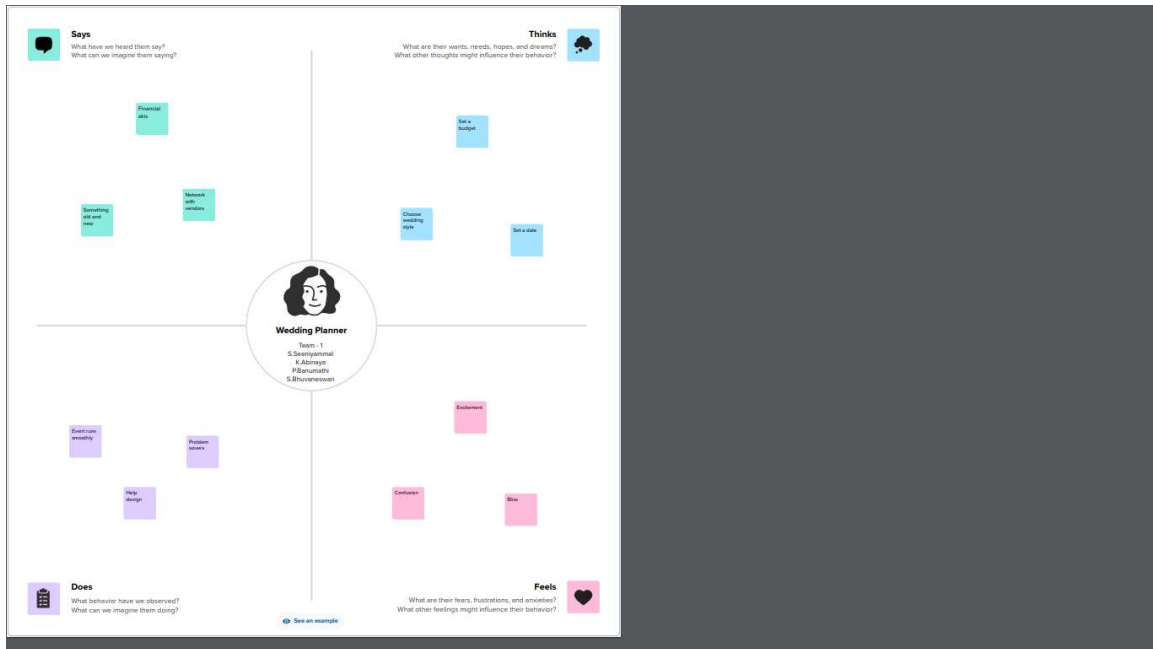 Says
What have we heard them say?
What can we imagine them saying?
Thinks
What are their wants, needs, hopes, and dreams?
What other thoughts might influence their behavior?
Financial
Set a
budget
Network
with
vendors
Something
old and
new
Choose
wedding
style
Set a date
Wedding Planner
Team - 1
S.Seeniyammal
K.Abinaya
P.Banumathi
S.Bhuvaneswari
Excitement
Event runs
smoothly
Problem
Help
design
Confusion
Bliss
Does
What behavior have we observed?
What can we imagine them doing?
Feels
What are their fears, frustrations, and anxieties?
What other feelings might influence their behavior?
See an example